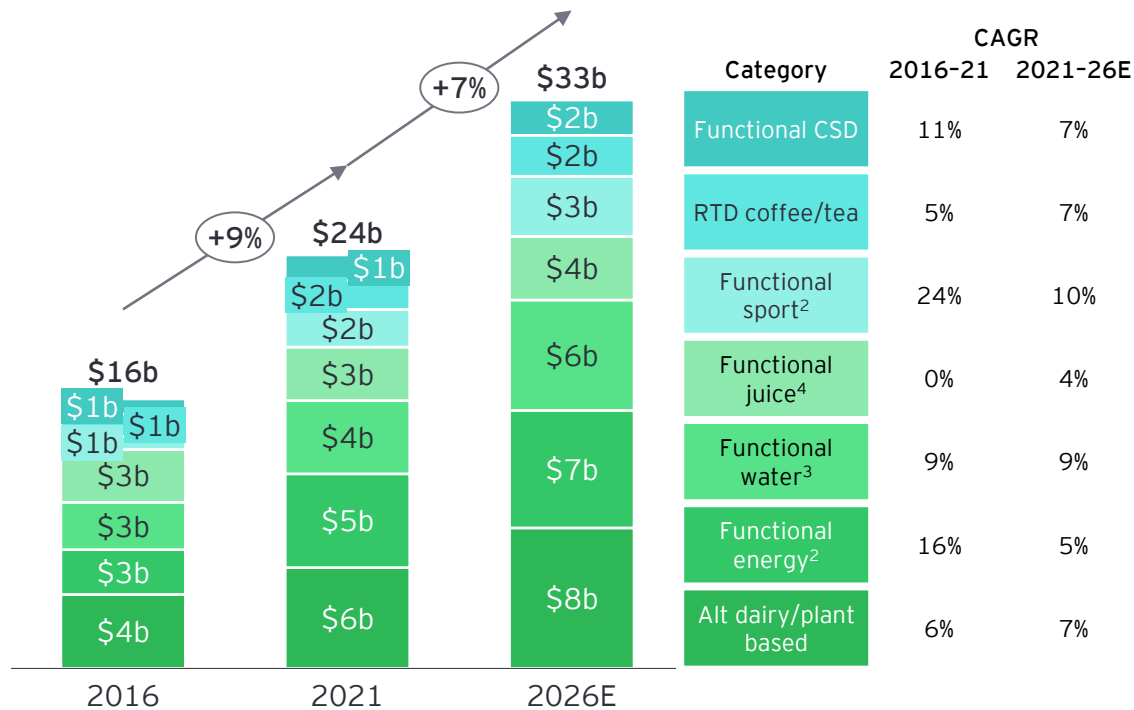 +9%
+7%
$16b
$1b
$1b
$1b
$3b
$3b
$3b
$4b
2016
$24b
$1b
$2b
$2b
$3b
$4b
$5b
$6b
2021
$33b
$2b
$2b
$3b
$4b
$6b
$7b
$8b
2026E
CAGR
Category 2016–21 2021–26E
Functional CSD 11% 7%
RTD coffee/tea 5% 7%
Functional
sport² 24% 10%
Functional
juice⁴ 0% 4%
Functional
water³ 9% 9%
Functional
energy² 16% 5%
Alt dairy/plant
based 6% 7%